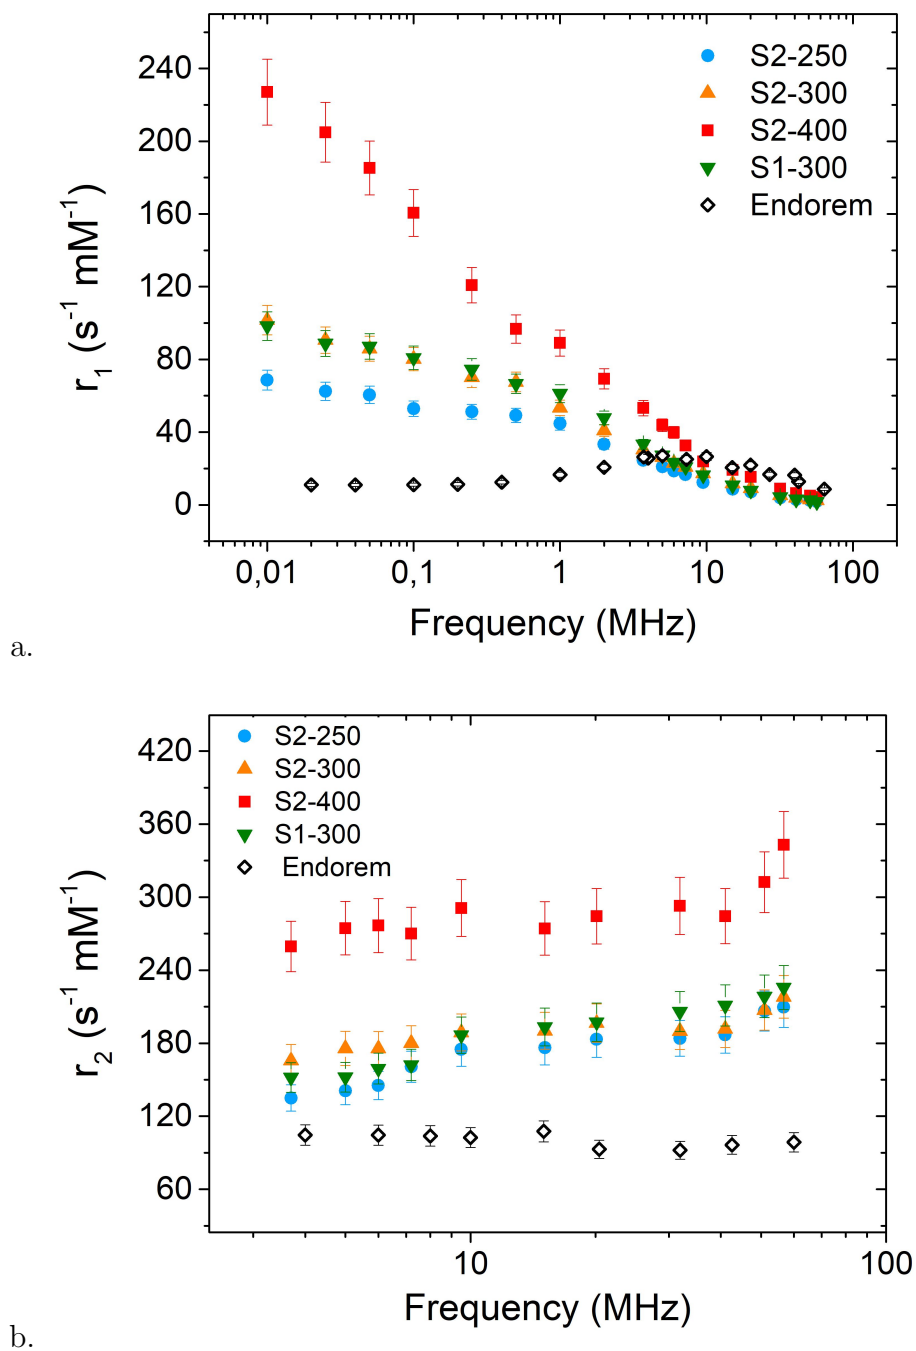 240
200
160
120
80
40
0
r₁ (s⁻¹ mM⁻¹)
S2-250
S2-300
S2-400
S1-300
Endorem
0,01 0,1 1 10 100
Frequency (MHz)
a.
420
360
300
240
180
120
60
r₂ (s⁻¹ mM⁻¹)
S2-250
S2-300
S2-400
S1-300
Endorem
10 100
Frequency (MHz)
b.